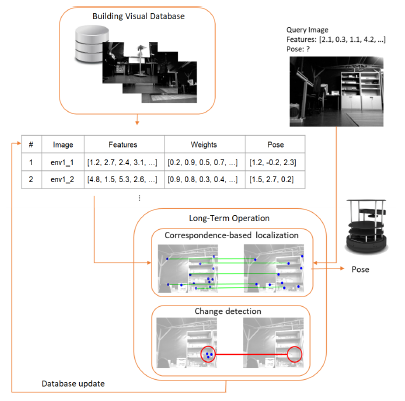 Building Visual Database
Query Image
Features: [2.1, 0.3, 1.1, 4.2, ...]
Pose: ?
# Image Features Weights Pose
1 env1_1 [1.2, 2.7, 2.4, 3.1, ...] [0.2, 0.9, 0.5, 0.7, ...] [1.2, -0.2, 2.3]
2 env1_2 [4.8, 1.5, 5.3, 2.6, ...] [0.9, 0.8, 0.3, 0.4, ...] [1.5, 2.7, 0.2]
⋮
Long-Term Operation
Correspondence-based localization
Pose
Change detection
Database update